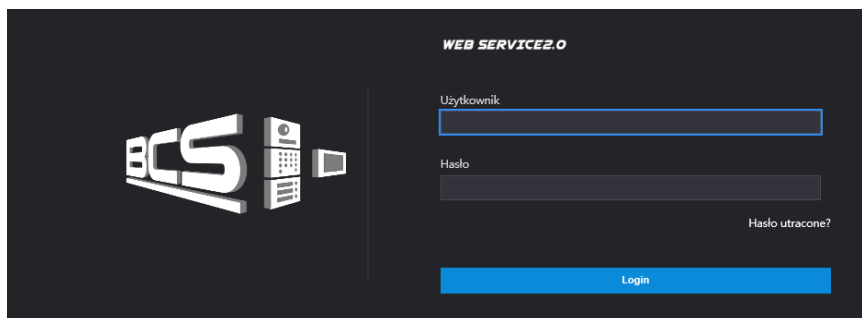 WEB SERVICE2.0
Użytkownik
BCS
Hasło
Hasło utracone?
Login